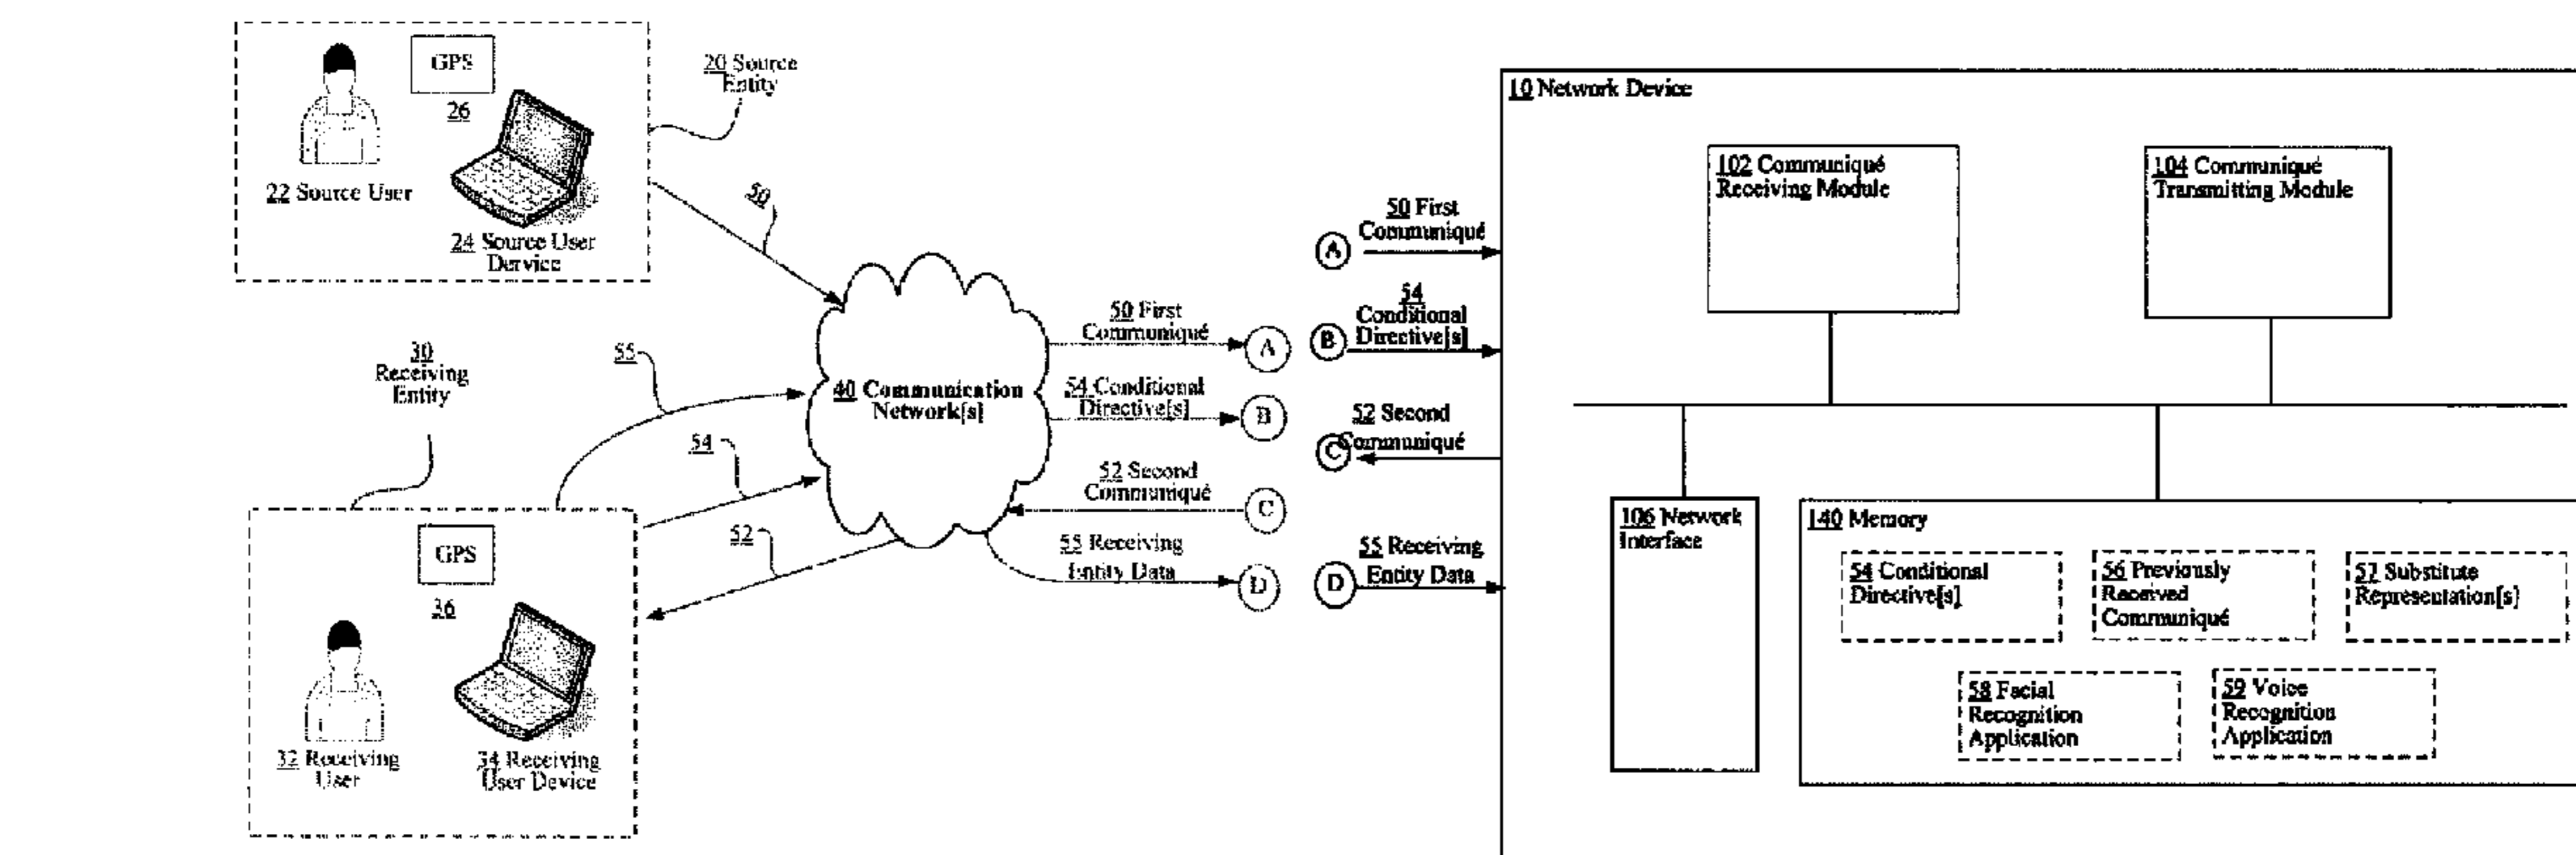 GPS
26
22 Source User
24 Source User
Dervice
20 Source
Entity
50
30
Receiving
Entity
55
54
52
GPS
36
32 Receiving
User
34 Receiving
User Device
40 Communication
Network[s]
50 First
Communiqué
A
54 Conditional
Directive[s]
B
52 Second
Communiqué
C
55 Receiving
Entity Data
D
50 First
Communiqué
A
54
Conditional
Directive[s]
B
52 Second
Communiqué
C
55 Receiving
Entity Data
D
10 Network Device
102 Communiqué
Receiving Module
104 Communiqué
Transmitting Module
106 Network
Interface
140 Memory
54 Conditional
Directive[s]
56 Previously
Received
Communiqué
57 Substitute
Representation[s]
58 Facial
Recognition
Application
59 Voice
Recognition
Application